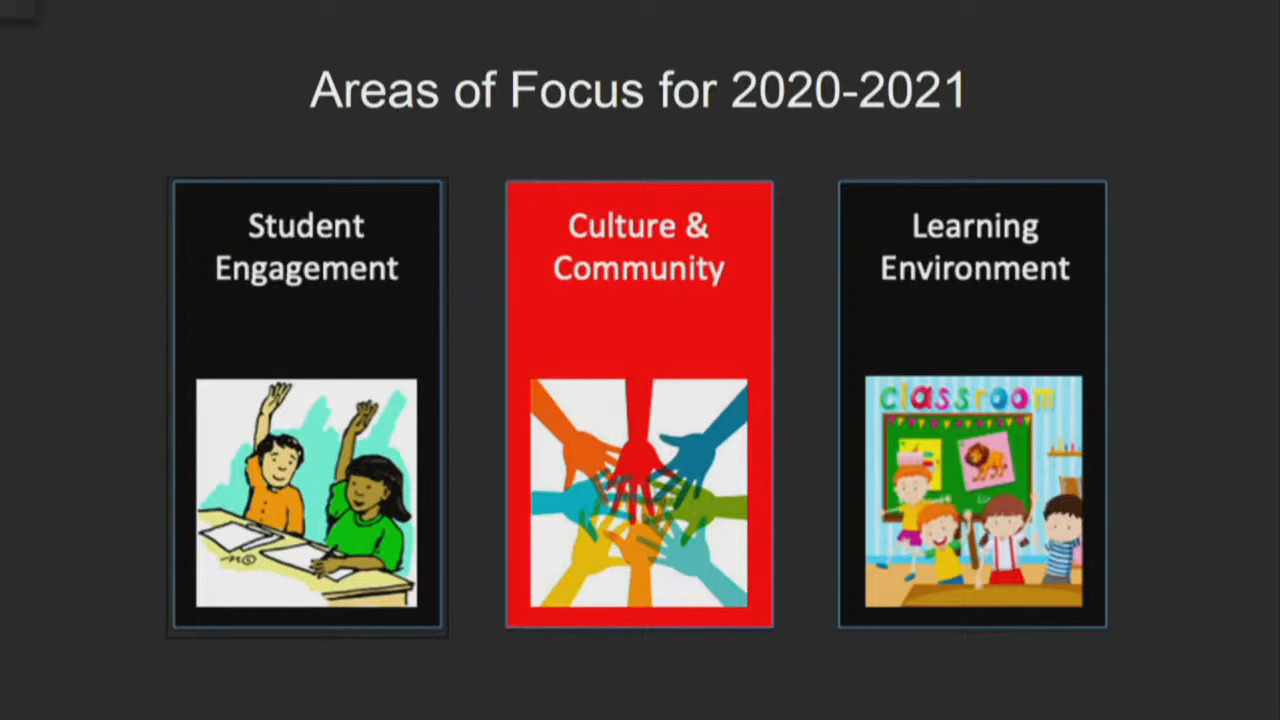 Areas of Focus for 2020-2021
Student
Engagement
Culture &
Community
Learning
Environment
classroom